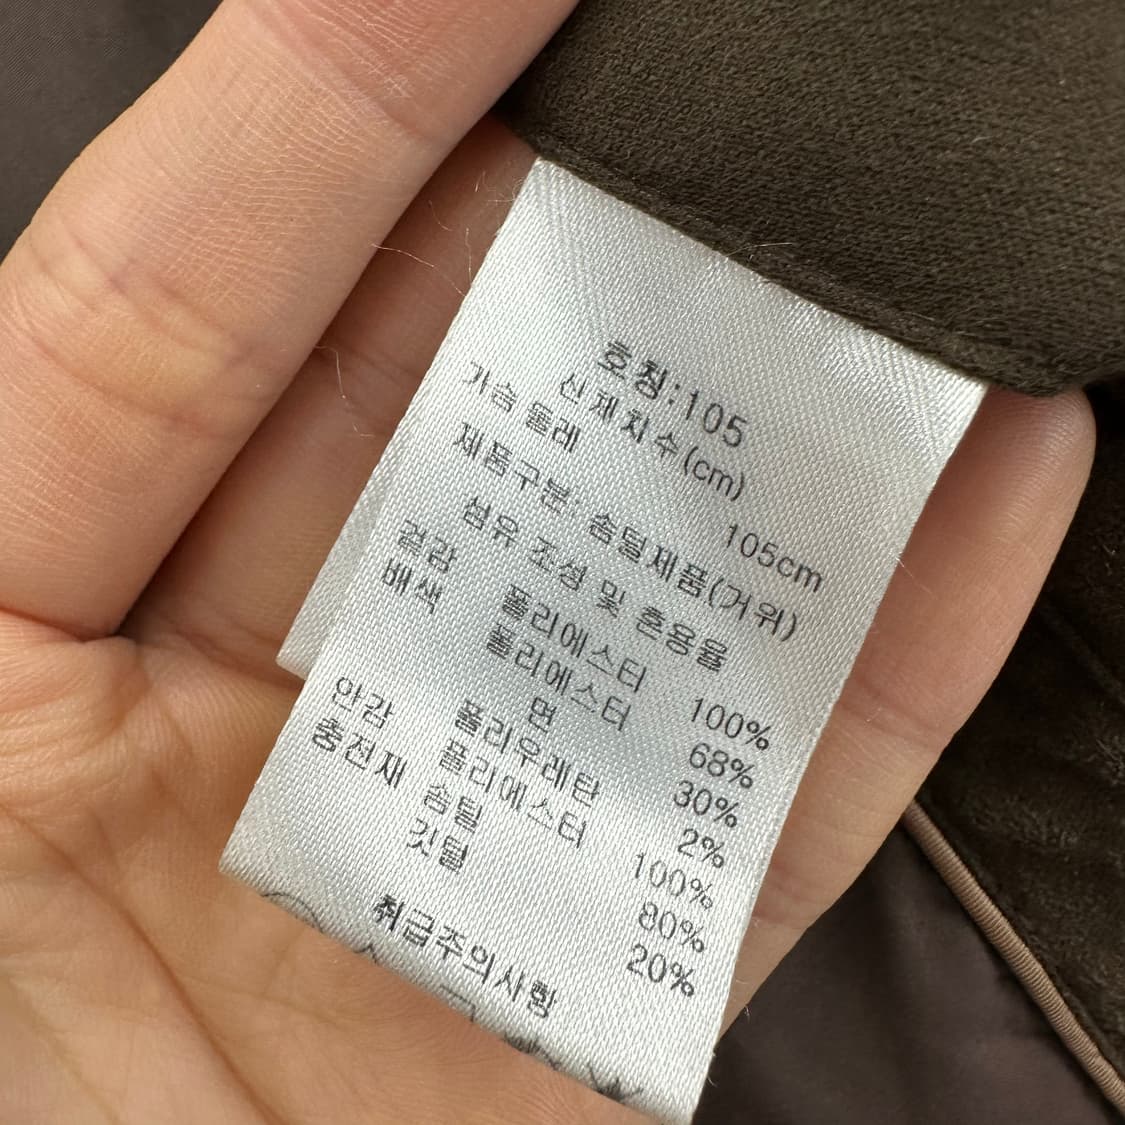 호칭:105
신체치수(cm)
가슴둘레 105cm
제품구분: 솜털제품(거위)
섬유 조성 및 혼용율
겉감 폴리에스터 100%
배색 폴리에스터 68%
면 30%
폴리우레탄 2%
안감 폴리에스터 100%
충전재 솜털 80%
깃털 20%
취급주의사항